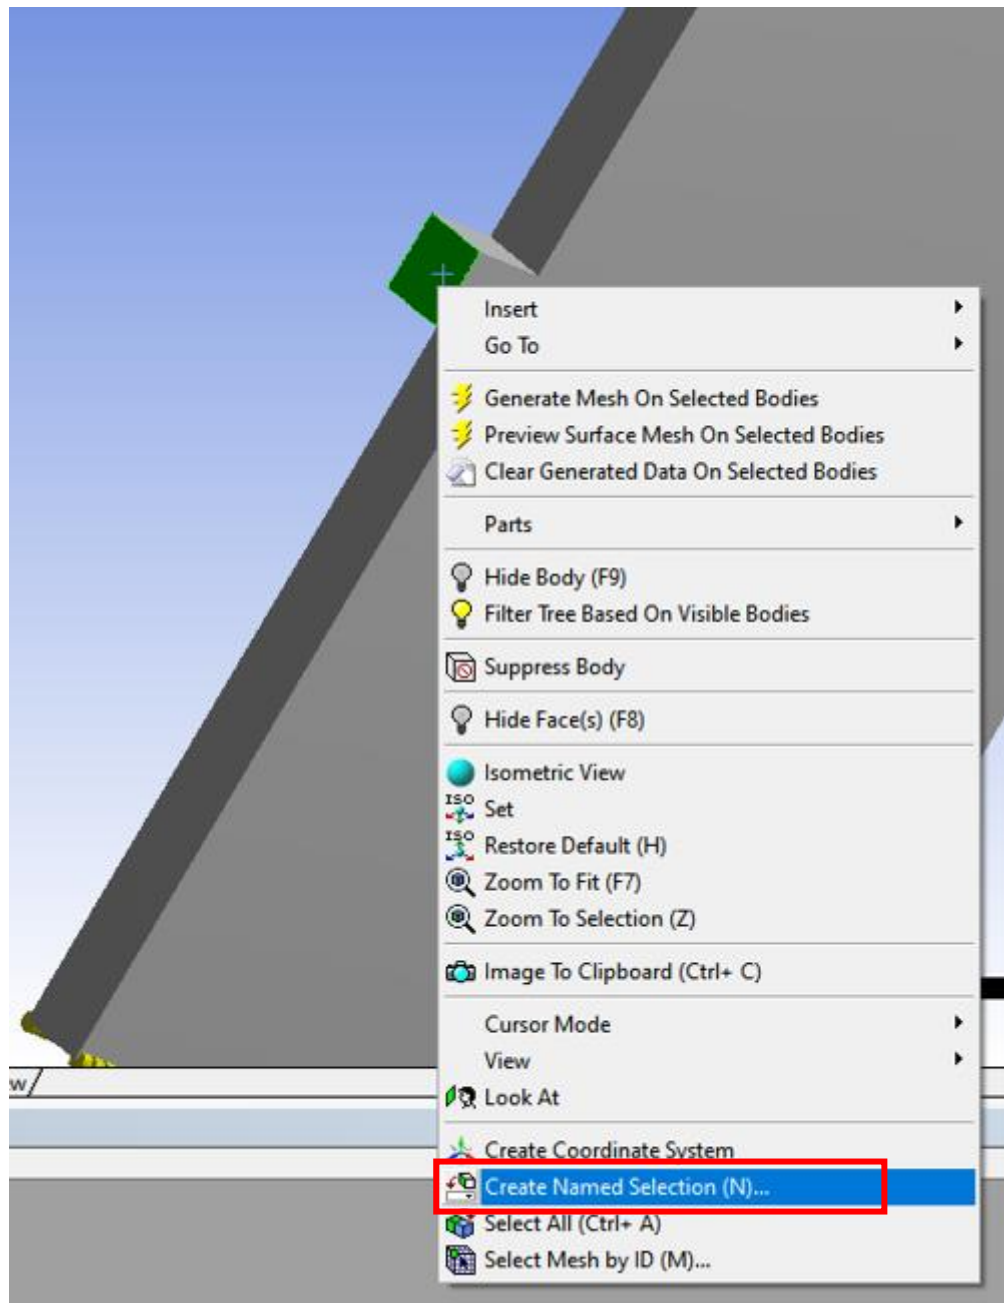 Insert
Go To
Generate Mesh On Selected Bodies
Preview Surface Mesh On Selected Bodies
Clear Generated Data On Selected Bodies
Parts
Hide Body (F9)
Filter Tree Based On Visible Bodies
Suppress Body
Hide Face(s) (F8)
Isometric View
ISO Set
ISO Restore Default (H)
Zoom To Fit (F7)
Zoom To Selection (Z)
Image To Clipboard (Ctrl+ C)
Cursor Mode
View
w
Look At
Create Coordinate System
Create Named Selection (N)...
Select All (Ctrl+ A)
Select Mesh by ID (M)...